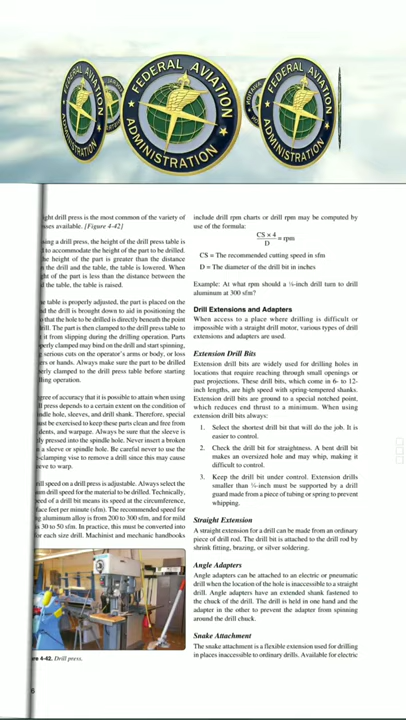 FEDERAL AVIATION
ADMINISTRATION
FEDERAL AVIATION
ADMINISTRATION
FEDERAL AVIATION
ADMINISTRATION
ight drill press is the most common of the variety of
available. [Figure 4-42]
using a drill press, the height of the drill press table is
to accommodate the height of the part to be drilled.
the height of the part is greater than the distance
the drill and the table, the table is lowered. When
ht of the part is less than the distance between the
d the table, the table is raised.
e table is properly adjusted, the part is placed on the
nd the drill is brought down to aid in positioning the
that the hole to be drilled is directly beneath the point
rill. The part is then clamped to the drill press table to
it from slipping during the drilling operation. Parts
perly clamped may bind on the drill and start spinning,
serious cuts on the operator's arms or body, or loss
ers or hands. Always make sure the part to be drilled
erly clamped to the drill press table before starting
lling operation.
gree of accuracy that it is possible to attain when using
ll press depends to a certain extent on the condition of
ndle hole, sleeves, and drill shank. Therefore, special
ust be exercised to keep these parts clean and free from
dents, and warpage. Always be sure that the sleeve is
ly pressed into the spindle hole. Never insert a broken
n a sleeve or spindle hole. Be careful never to use the
-clamping vise to remove a drill since this may cause
eeve to warp.
ill speed on a drill press is adjustable. Always select the
um drill speed for the material to be drilled. Technically,
eed of a drill bit means its speed at the circumference,
face feet per minute (sfm). The recommended speed for
ng aluminum alloy is from 200 to 300 sfm, and for mild
is 30 to 50 sfm. In practice, this must be converted into
or each size drill. Machinist and mechanic handbooks
re 4-42. Drill press.
6
include drill rpm charts or drill rpm may be computed by
use of the formula:
CS × 4
D = rpm
CS = The recommended cutting speed in sfm
D = The diameter of the drill bit in inches
Example: At what rpm should a ⅛-inch drill turn to drill
aluminum at 300 sfm?
Drill Extensions and Adapters
When access to a place where drilling is difficult or
impossible with a straight drill motor, various types of drill
extensions and adapters are used.
Extension Drill Bits
Extension drill bits are widely used for drilling holes in
locations that require reaching through small openings or
past projections. These drill bits, which come in 6- to 12-
inch lengths, are high speed with spring-tempered shanks.
Extension drill bits are ground to a special notched point,
which reduces end thrust to a minimum. When using
extension drill bits always:
1. Select the shortest drill bit that will do the job. It is
easier to control.
2. Check the drill bit for straightness. A bent drill bit
makes an oversized hole and may whip, making it
difficult to control.
3. Keep the drill bit under control. Extension drills
smaller than ¼-inch must be supported by a drill
guard made from a piece of tubing or spring to prevent
whipping.
Straight Extension
A straight extension for a drill can be made from an ordinary
piece of drill rod. The drill bit is attached to the drill rod by
shrink fitting, brazing, or silver soldering.
Angle Adapters
Angle adapters can be attached to an electric or pneumatic
drill when the location of the hole is inaccessible to a straight
drill. Angle adapters have an extended shank fastened to
the chuck of the drill. The drill is held in one hand and the
adapter in the other to prevent the adapter from spinning
around the drill chuck.
Snake Attachment
The snake attachment is a flexible extension used for drilling
in places inaccessible to ordinary drills. Available for electric